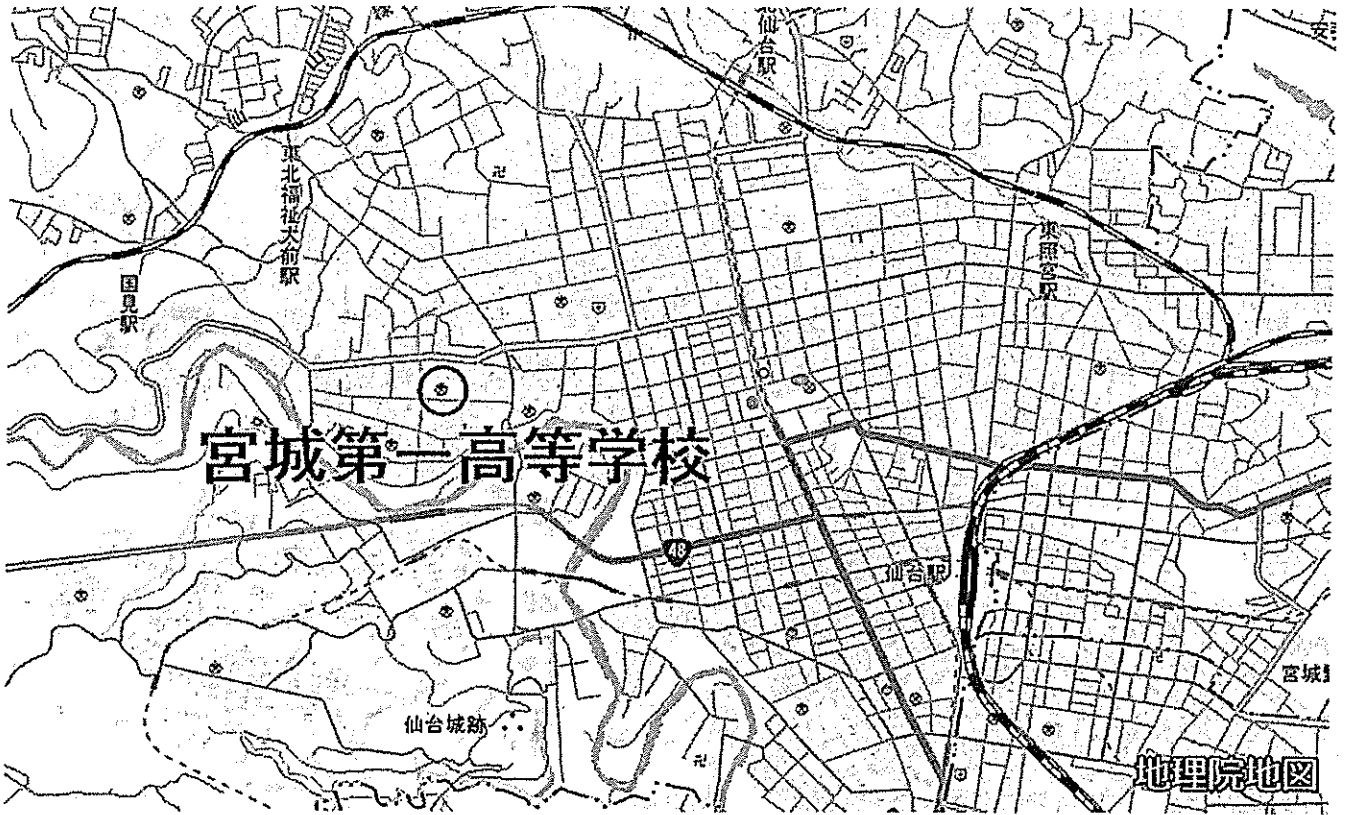 北仙台駅
東北福祉大前駅
東照宮駅
国見駅
宮城第一高等学校
48
仙台駅
仙台城跡
地理院地図